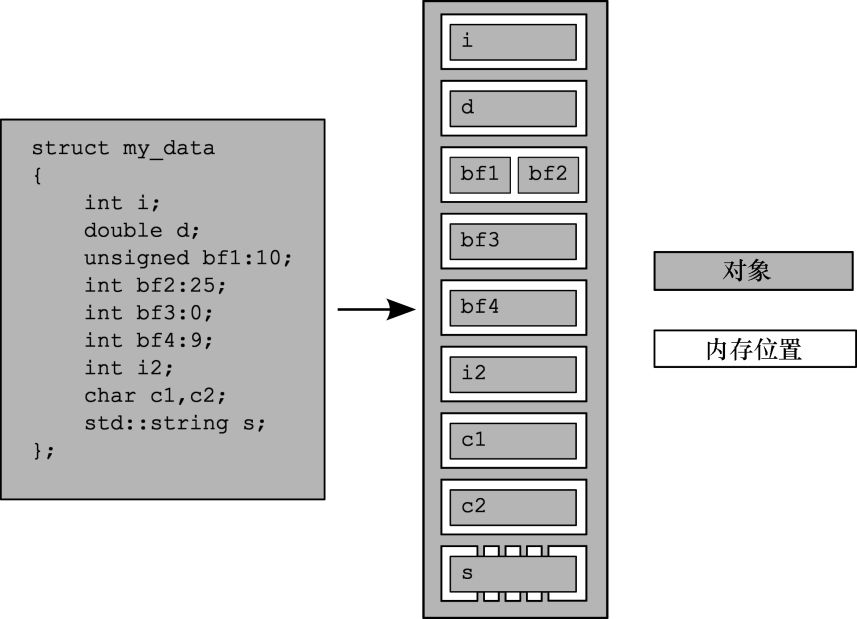 struct my_data
{
int i;
double d;
unsigned bf1:10;
int bf2:25;
int bf3:0;
int bf4:9;
int i2;
char c1,c2;
std::string s;
};
i
d
bf1 bf2
bf3
bf4
i2
c1
c2
s
对象
内存位置